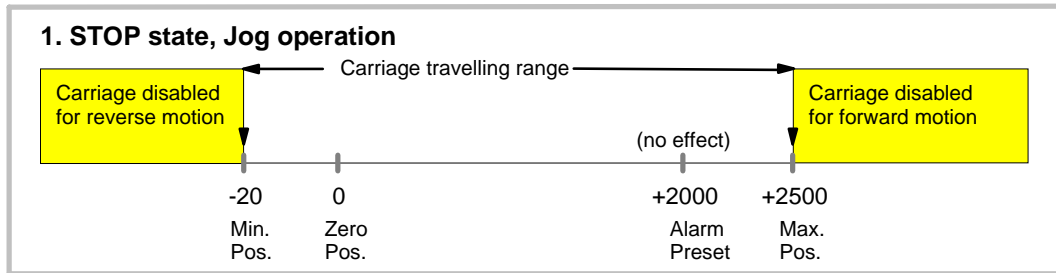 1. STOP state, Jog operation
Carriage travelling range
Carriage disabled
for reverse motion
Carriage disabled
for forward motion
(no effect)
-20
0
+2000
+2500
Min.
Pos.
Zero
Pos.
Alarm
Preset
Max.
Pos.